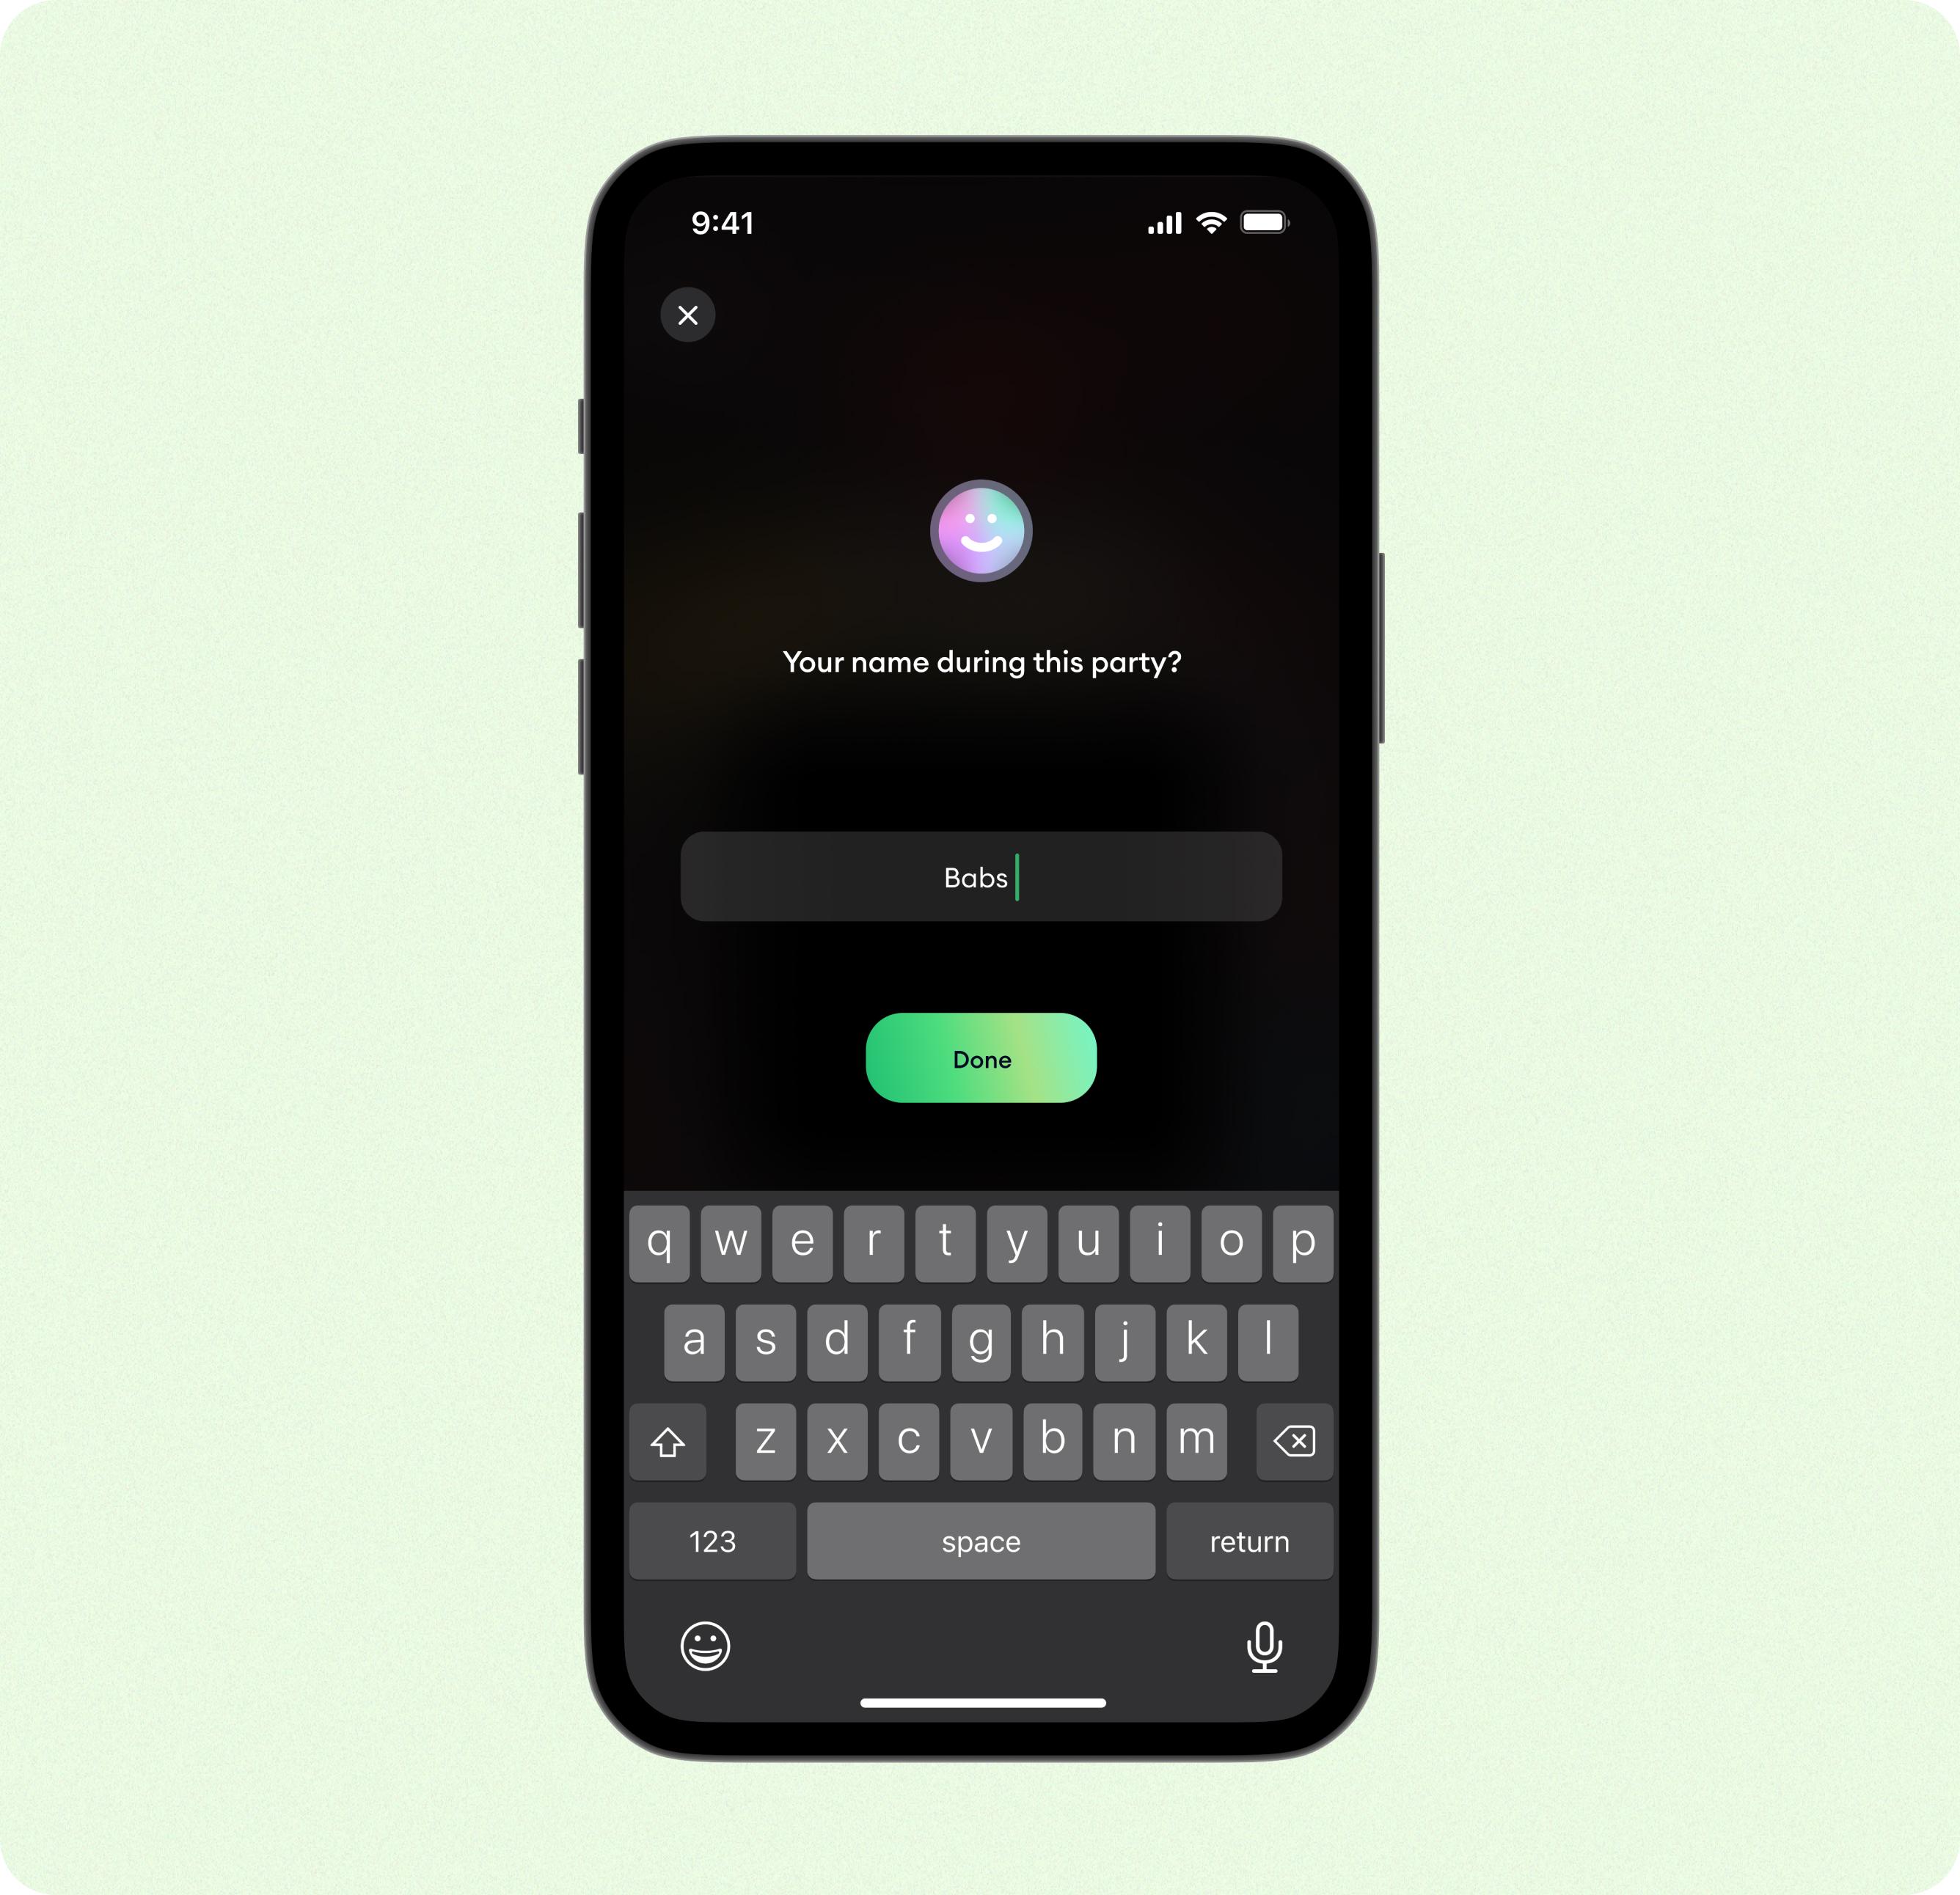 9:41
Your name during this party?
Babs
Done
q w e r t y u i o p
a s d f g h j k l
z x c v b n m
123 space return